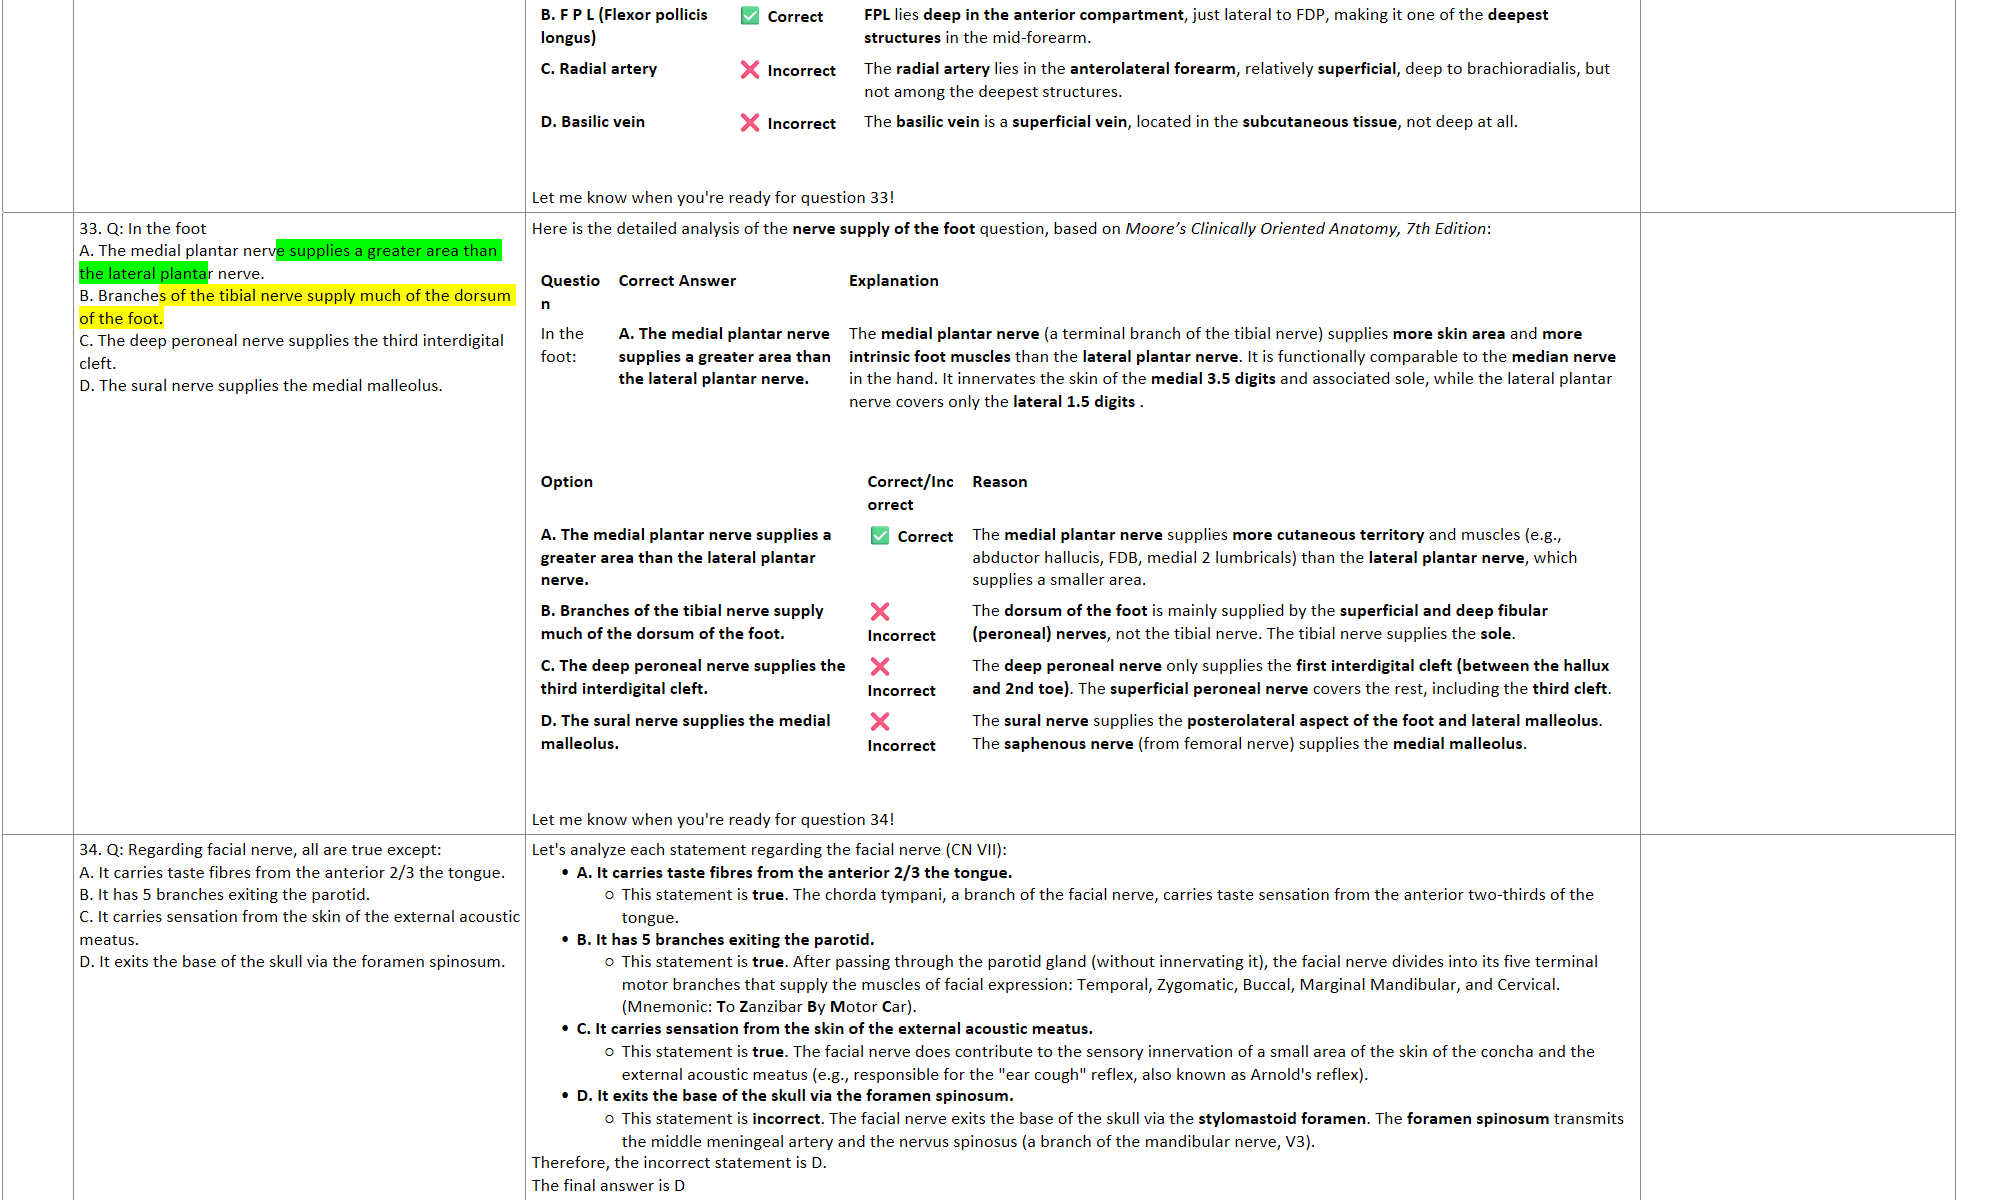 B. F P L (Flexor pollicis longus)
✅ Correct
FPL lies deep in the anterior compartment, just lateral to FDP, making it one of the deepest
structures in the mid-forearm.
C. Radial artery
❌ Incorrect
The radial artery lies in the anterolateral forearm, relatively superficial, deep to brachioradialis, but
not among the deepest structures.
D. Basilic vein
❌ Incorrect
The basilic vein is a superficial vein, located in the subcutaneous tissue, not deep at all.
Let me know when you're ready for question 33!
33. Q: In the foot
A. The medial plantar nerve supplies a greater area than
the lateral plantar nerve.
B. Branches of the tibial nerve supply much of the dorsum
of the foot.
C. The deep peroneal nerve supplies the third interdigital
cleft.
D. The sural nerve supplies the medial malleolus.
Here is the detailed analysis of the nerve supply of the foot question, based on Moore’s Clinically Oriented Anatomy, 7th Edition:
Questio
n
Correct Answer
Explanation
In the
foot:
A. The medial plantar nerve
supplies a greater area than
the lateral plantar nerve.
The medial plantar nerve (a terminal branch of the tibial nerve) supplies more skin area and more
intrinsic foot muscles than the lateral plantar nerve. It is functionally comparable to the median nerve
in the hand. It innervates the skin of the medial 3.5 digits and associated sole, while the lateral plantar
nerve covers only the lateral 1.5 digits .
Option
Correct/Inc
orrect
Reason
A. The medial plantar nerve supplies a
greater area than the lateral plantar
nerve.
✅ Correct
The medial plantar nerve supplies more cutaneous territory and muscles (e.g.,
abductor hallucis, FDB, medial 2 lumbricals) than the lateral plantar nerve, which
supplies a smaller area.
B. Branches of the tibial nerve supply
much of the dorsum of the foot.
❌
Incorrect
The dorsum of the foot is mainly supplied by the superficial and deep fibular
(peroneal) nerves, not the tibial nerve. The tibial nerve supplies the sole.
C. The deep peroneal nerve supplies the
third interdigital cleft.
❌
Incorrect
The deep peroneal nerve only supplies the first interdigital cleft (between the hallux
and 2nd toe). The superficial peroneal nerve covers the rest, including the third cleft.
D. The sural nerve supplies the medial
malleolus.
❌
Incorrect
The sural nerve supplies the posterolateral aspect of the foot and lateral malleolus.
The saphenous nerve (from femoral nerve) supplies the medial malleolus.
Let me know when you're ready for question 34!
34. Q: Regarding facial nerve, all are true except:
A. It carries taste fibres from the anterior 2/3 the tongue.
B. It has 5 branches exiting the parotid.
C. It carries sensation from the skin of the external acoustic
meatus.
D. It exits the base of the skull via the foramen spinosum.
Let's analyze each statement regarding the facial nerve (CN VII):
• A. It carries taste fibres from the anterior 2/3 the tongue.
○ This statement is true. The chorda tympani, a branch of the facial nerve, carries taste sensation from the anterior two-thirds of the
tongue.
• B. It has 5 branches exiting the parotid.
○ This statement is true. After passing through the parotid gland (without innervating it), the facial nerve divides into its five terminal
motor branches that supply the muscles of facial expression: Temporal, Zygomatic, Buccal, Marginal Mandibular, and Cervical.
(Mnemonic: To Zanzibar By Motor Car).
• C. It carries sensation from the skin of the external acoustic meatus.
○ This statement is true. The facial nerve does contribute to the sensory innervation of a small area of the skin of the concha and the
external acoustic meatus (e.g., responsible for the "ear cough" reflex, also known as Arnold's reflex).
• D. It exits the base of the skull via the foramen spinosum.
○ This statement is incorrect. The facial nerve exits the base of the skull via the stylomastoid foramen. The foramen spinosum transmits
the middle meningeal artery and the nervus spinosus (a branch of the mandibular nerve, V3).
Therefore, the incorrect statement is D.
The final answer is D